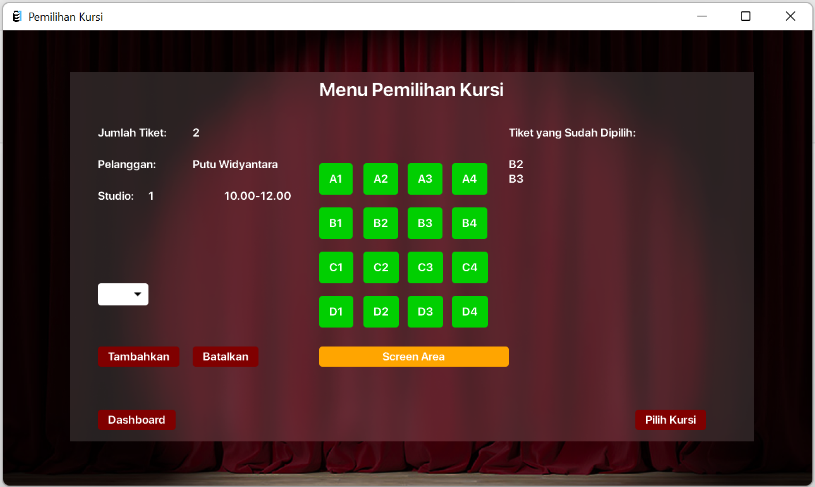 Pemilihan Kursi
Menu Pemilihan Kursi
Jumlah Tiket: 2
Pelanggan: Putu Widyantara
Studio: 1 10.00-12.00
Tiket yang Sudah Dipilih:
B2
B3
A1 A2 A3 A4
B1 B2 B3 B4
C1 C2 C3 C4
D1 D2 D3 D4
Screen Area
Tambahkan Batalkan
Dashboard
Pilih Kursi